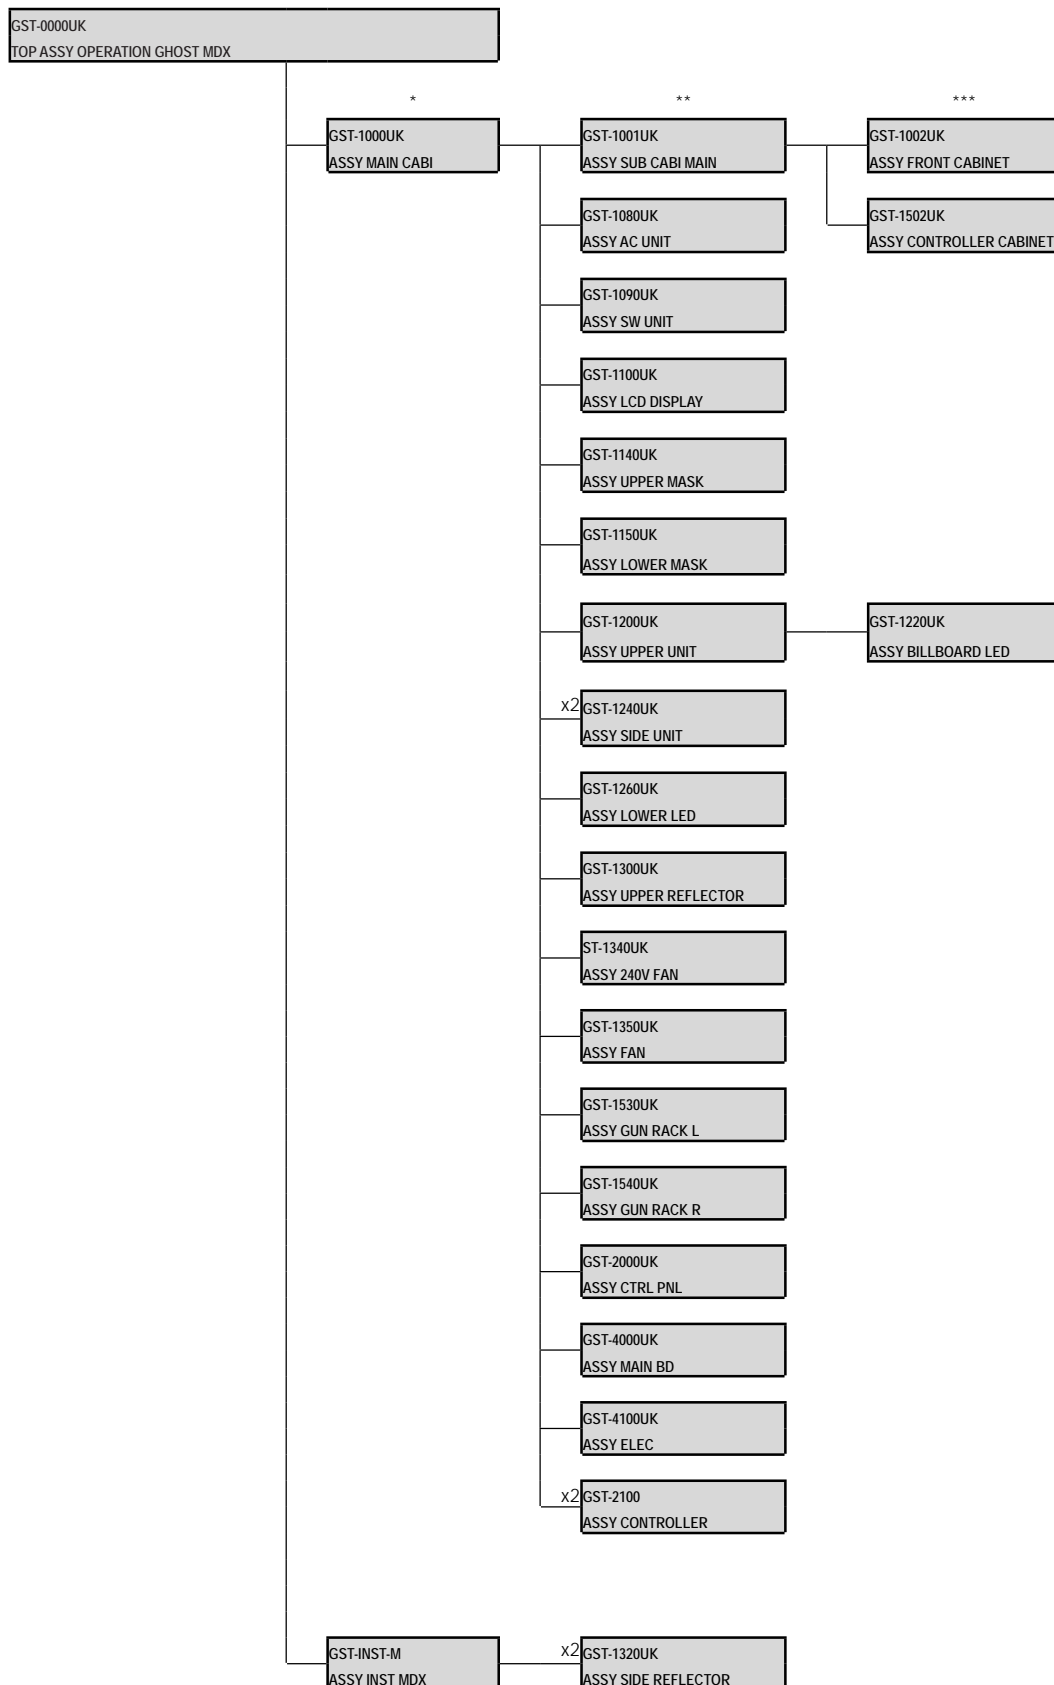 GST-0000UK
TOP ASSY OPERATION GHOST MDX
* ** ***
GST-1000UK
ASSY MAIN CABI
GST-1001UK
ASSY SUB CABI MAIN
GST-1002UK
ASSY FRONT CABINET
GST-1080UK
ASSY AC UNIT
GST-1502UK
ASSY CONTROLLER CABINET
GST-1090UK
ASSY SW UNIT
GST-1100UK
ASSY LCD DISPLAY
GST-1140UK
ASSY UPPER MASK
GST-1150UK
ASSY LOWER MASK
GST-1200UK
ASSY UPPER UNIT
GST-1220UK
ASSY BILLBOARD LED
x2
GST-1240UK
ASSY SIDE UNIT
GST-1260UK
ASSY LOWER LED
GST-1300UK
ASSY UPPER REFLECTOR
ST-1340UK
ASSY 240V FAN
GST-1350UK
ASSY FAN
GST-1530UK
ASSY GUN RACK L
GST-1540UK
ASSY GUN RACK R
GST-2000UK
ASSY CTRL PNL
GST-4000UK
ASSY MAIN BD
GST-4100UK
ASSY ELEC
x2
GST-2100
ASSY CONTROLLER
GST-INST-M
ASSY INST MDX
x2
GST-1320UK
ASSY SIDE REFLECTOR